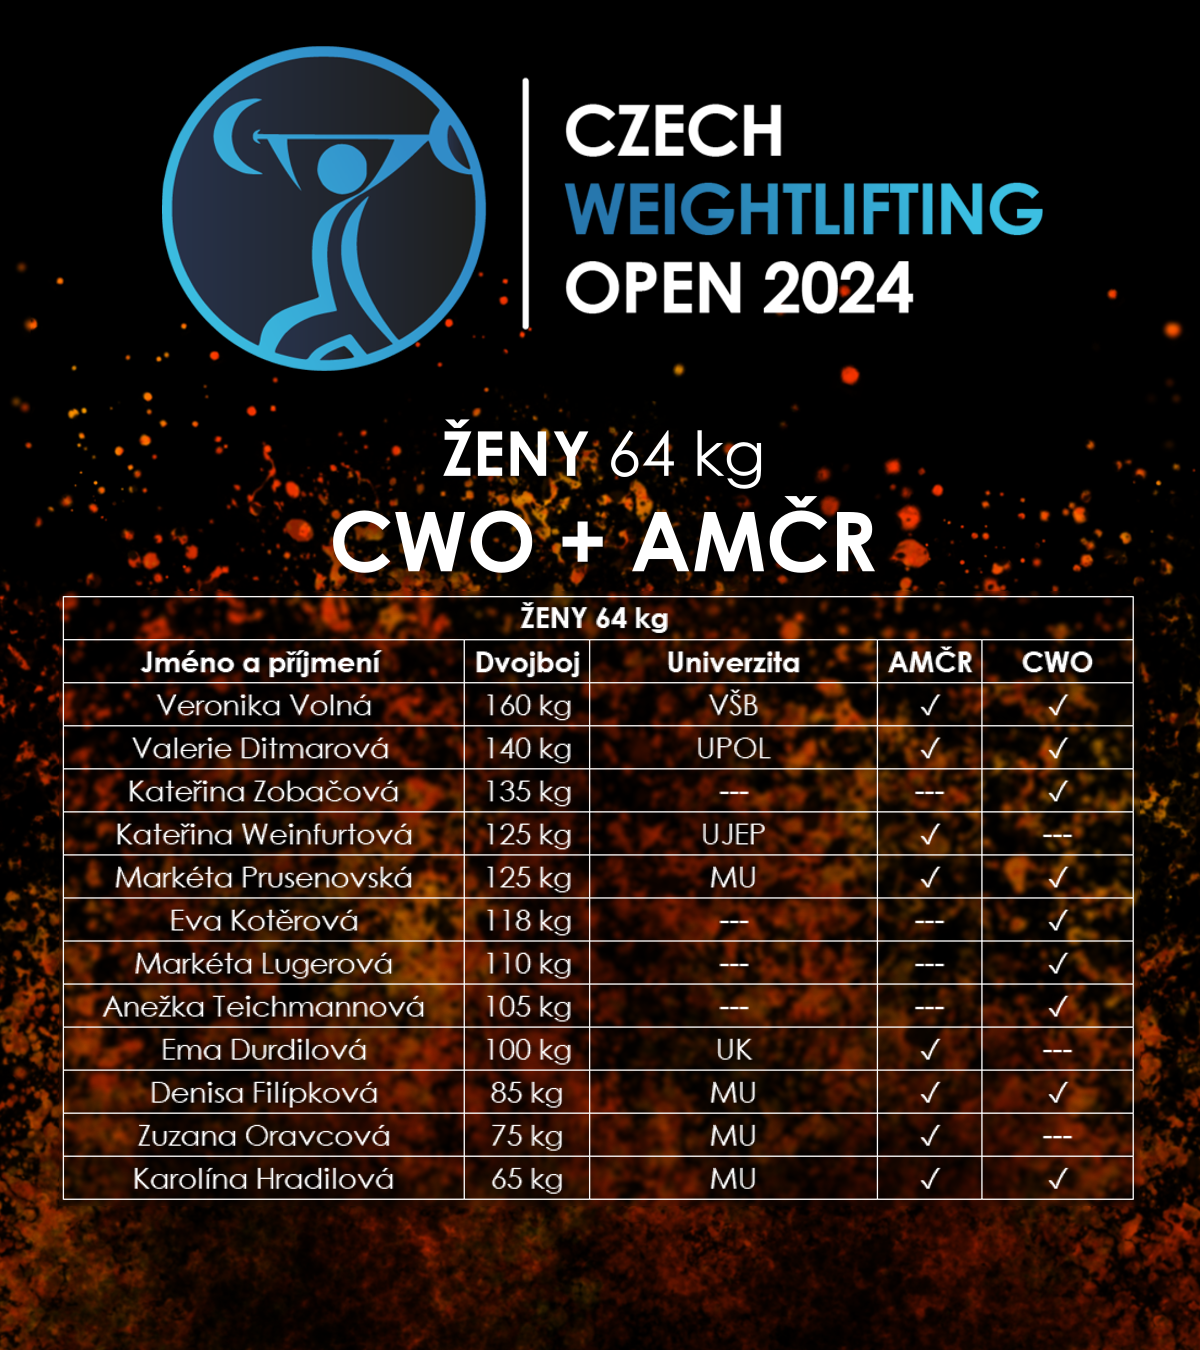 CZECH
WEIGHTLIFTING
OPEN 2024
ŽENY 64 kg
CWO + AMČR
ŽENY 64 kg
Jméno a příjmení Dvojboj Univerzita AMČR CWO
Veronika Volná 160 kg VŠB ✓ ✓
Valerie Ditmarová 140 kg UPOL ✓ ✓
Kateřina Zobačová 135 kg --- --- ✓
Kateřina Weinfurtová 125 kg UJEP ✓ ---
Markéta Prusenovská 125 kg MU ✓ ✓
Eva Kotěrová 118 kg --- --- ✓
Markéta Lugerová 110 kg --- --- ✓
Anežka Teichmannová 105 kg --- --- ✓
Ema Durdilová 100 kg UK ✓ ---
Denisa Filípková 85 kg MU ✓ ✓
Zuzana Oravcová 75 kg MU ✓ ---
Karolína Hradilová 65 kg MU ✓ ✓